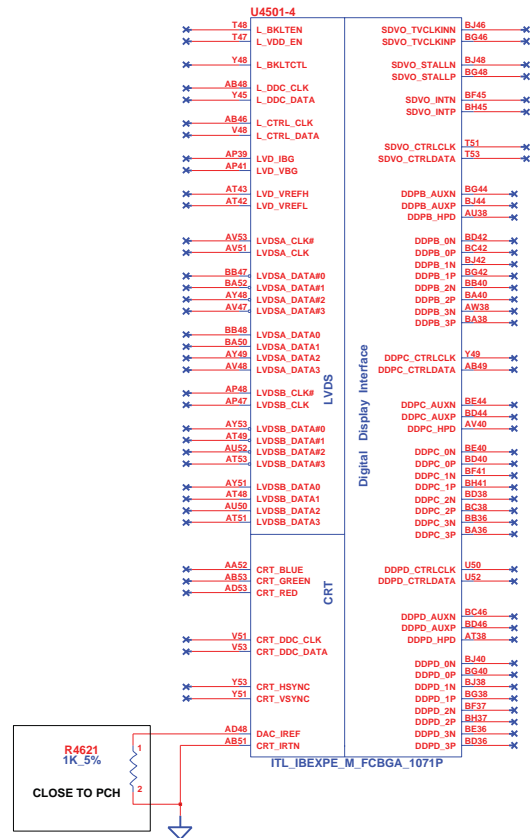 U4501-4
T48 L_BKLTEN
T47 L_VDD_EN
Y48 L_BKLTCTL
AB48 L_DDC_CLK
Y45 L_DDC_DATA
AB46 L_CTRL_CLK
V48 L_CTRL_DATA
AP39 LVD_IBG
AP41 LVD_VBG
AT43 LVD_VREFH
AT42 LVD_VREFL
AV53 LVDSA_CLK#
AV51 LVDSA_CLK
BB47 LVDSA_DATA#0
BA52 LVDSA_DATA#1
AY48 LVDSA_DATA#2
AV47 LVDSA_DATA#3
BB48 LVDSA_DATA0
BA50 LVDSA_DATA1
AY49 LVDSA_DATA2
AV48 LVDSA_DATA3
AP48 LVDSB_CLK#
AP47 LVDSB_CLK
AY53 LVDSB_DATA#0
AT49 LVDSB_DATA#1
AU52 LVDSB_DATA#2
AT53 LVDSB_DATA#3
AY51 LVDSB_DATA0
AT48 LVDSB_DATA1
AU50 LVDSB_DATA2
AT51 LVDSB_DATA3
AA52 CRT_BLUE
AB53 CRT_GREEN
AD53 CRT_RED
V51 CRT_DDC_CLK
V53 CRT_DDC_DATA
Y53 CRT_HSYNC
Y51 CRT_VSYNC
AD48 DAC_IREF
AB51 CRT_IRTN
LVDS
CRT
Digital Display Interface
SDVO_TVCLKINN BJ46
SDVO_TVCLKINP BG46
SDVO_STALLN BJ48
SDVO_STALLP BG48
SDVO_INTN BF45
SDVO_INTP BH45
SDVO_CTRLCLK T51
SDVO_CTRLDATA T53
DDPB_AUXN BG44
DDPB_AUXP BJ44
DDPB_HPD AU38
DDPB_0N BD42
DDPB_0P BC42
DDPB_1N BJ42
DDPB_1P BG42
DDPB_2N BB40
DDPB_2P BA40
DDPB_3N AW38
DDPB_3P BA38
DDPC_CTRLCLK Y49
DDPC_CTRLDATA AB49
DDPC_AUXN BE44
DDPC_AUXP BD44
DDPC_HPD AV40
DDPC_0N BE40
DDPC_0P BD40
DDPC_1N BF41
DDPC_1P BH41
DDPC_2N BD38
DDPC_2P BC38
DDPC_3N BB36
DDPC_3P BA36
DDPD_CTRLCLK U50
DDPD_CTRLDATA U52
DDPD_AUXN BC46
DDPD_AUXP BD46
DDPD_HPD AT38
DDPD_0N BJ40
DDPD_0P BG40
DDPD_1N BJ38
DDPD_1P BG38
DDPD_2N BF37
DDPD_2P BH37
DDPD_3N BE36
DDPD_3P BD36
ITL_IBEXPE_M_FCBGA_1071P
R4621
1K_5%
1
2
CLOSE TO PCH